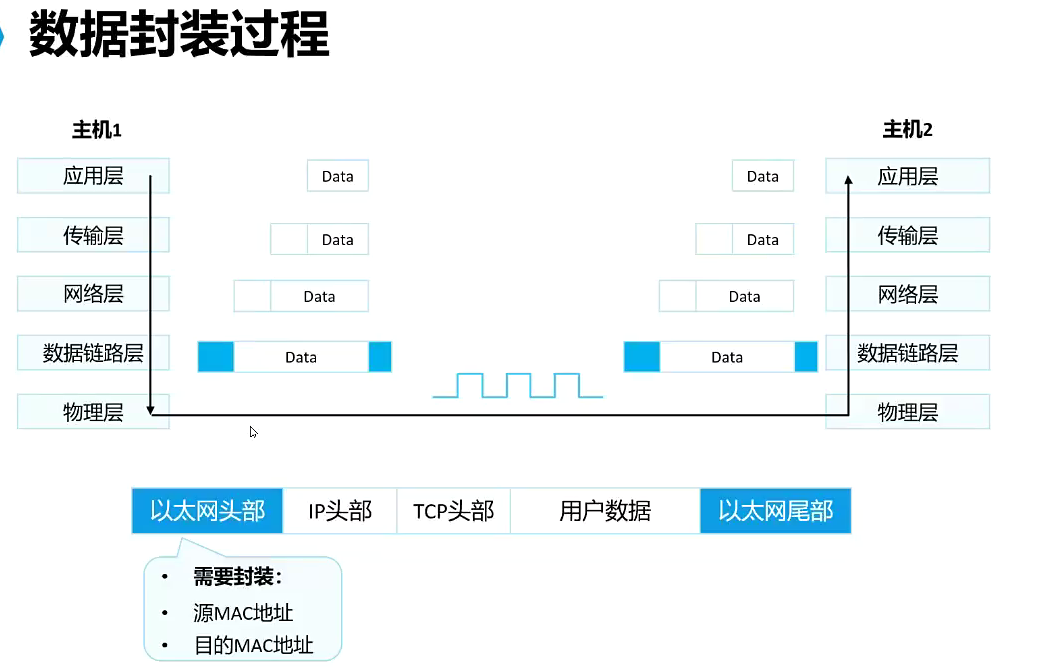 数据封装过程
主机1
主机2
应用层
Data
Data
应用层
传输层
Data
Data
传输层
网络层
Data
Data
网络层
数据链路层
Data
Data
数据链路层
物理层
物理层
以太网头部
IP头部
TCP头部
用户数据
以太网尾部
• 需要封装：
• 源MAC地址
• 目的MAC地址